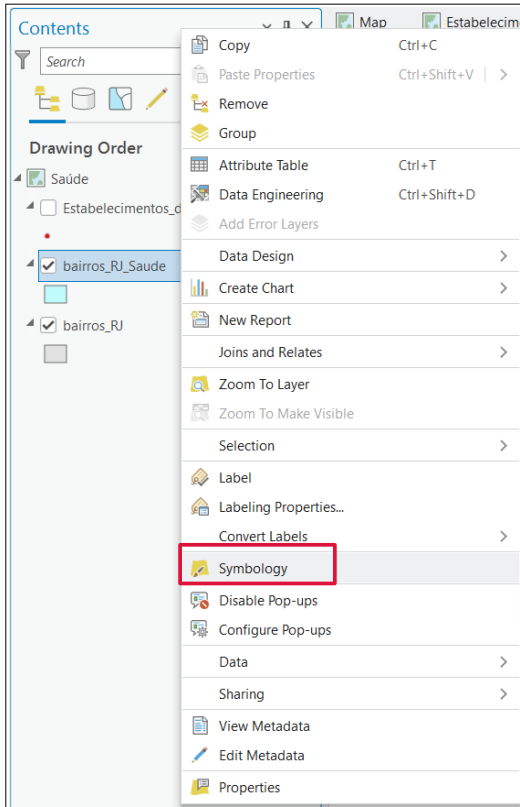 Contents
Map
Estabelecim
Search
Drawing Order
Saúde
Estabelecimentos_d
bairros_RJ_Saude
bairros_RJ
Copy Ctrl+C
Paste Properties Ctrl+Shift+V
Remove
Group
Attribute Table Ctrl+T
Data Engineering Ctrl+Shift+D
Add Error Layers
Data Design
Create Chart
New Report
Joins and Relates
Zoom To Layer
Zoom To Make Visible
Selection
Label
Labeling Properties...
Convert Labels
Symbology
Disable Pop-ups
Configure Pop-ups
Data
Sharing
View Metadata
Edit Metadata
Properties